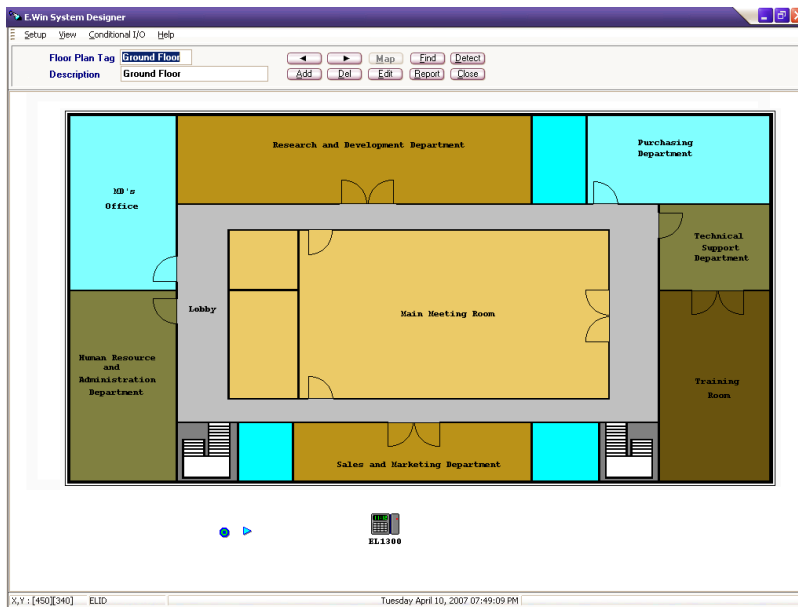 E.Win System Designer
Setup View Conditional I/O Help
Floor Plan Tag Ground Floor
Map Find Detect
Description Ground Floor
Add Del Edit Report Close
Research and Development Department
Purchasing
Department
MD's
Office
Technical
Support
Department
Lobby
Main Meeting Room
Human Resource
and
Administration
Department
Training
Room
Sales and Marketing Department
EL1300
X,Y : [450][340] ELID Tuesday April 10, 2007 07:49:09 PM